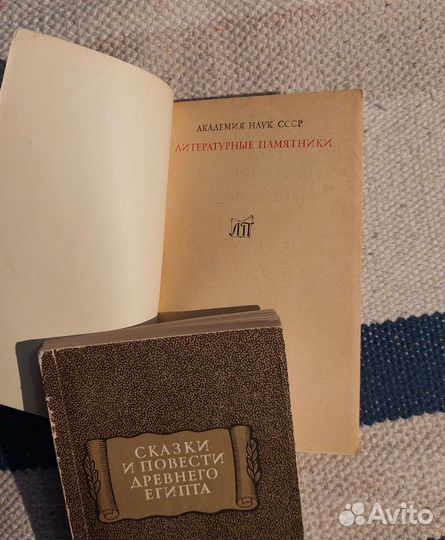 АКАДЕМИЯ НАУК СССР
ЛИТЕРАТУРНЫЕ ПАМЯТНИКИ
ЛП
СКАЗКИ
И ПОВЕСТИ
ДРЕВНЕГО
ЕГИПТА
Avito